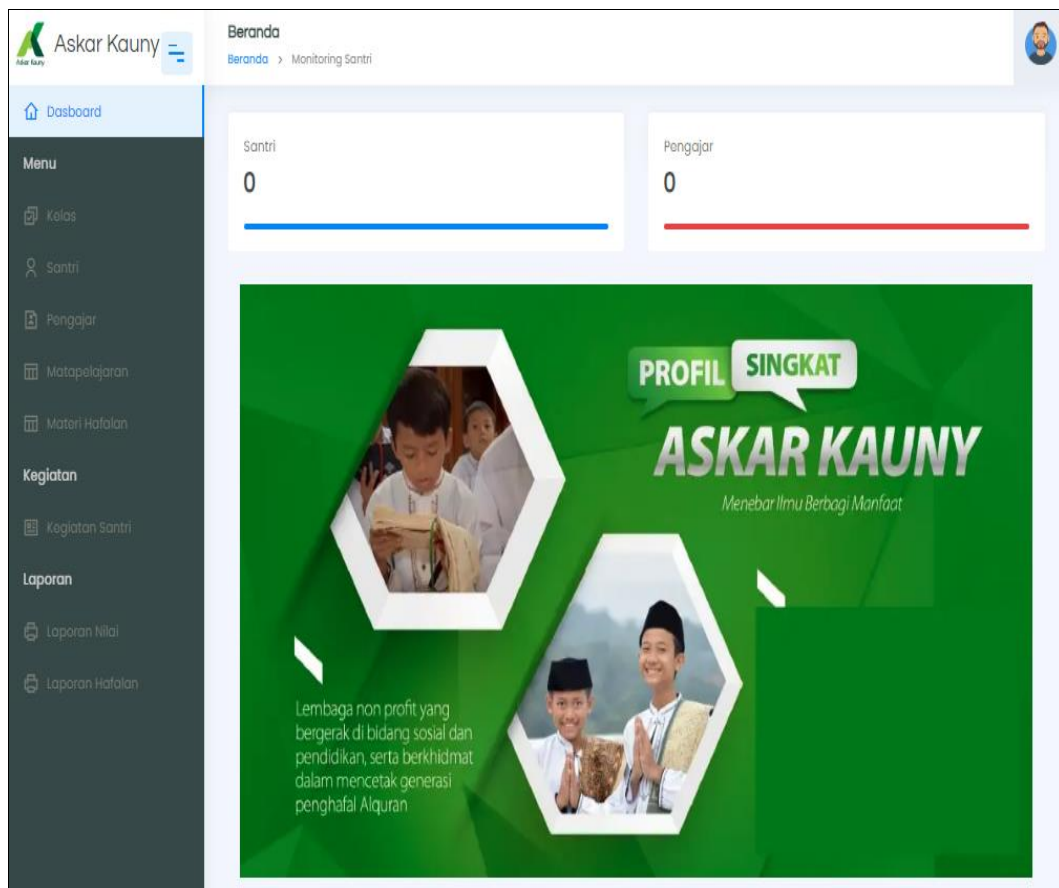 Askar Kauny
Askar Kauny
Beranda
Beranda > Monitoring Santri
Dasboard
Menu
Kelas
Santri
Pengajar
Matapelajaran
Materi Hafalan
Kegiatan
Kegiatan Santri
Laporan
Laporan Nilai
Laporan Hafalan
Santri
0
Pengajar
0
PROFIL SINGKAT
ASKAR KAUNY
Menebar Ilmu Berbagi Manfaat
Lembaga non profit yang
bergerak di bidang sosial dan
pendidikan, serta berkhidmat
dalam mencetak generasi
penghafal Alquran